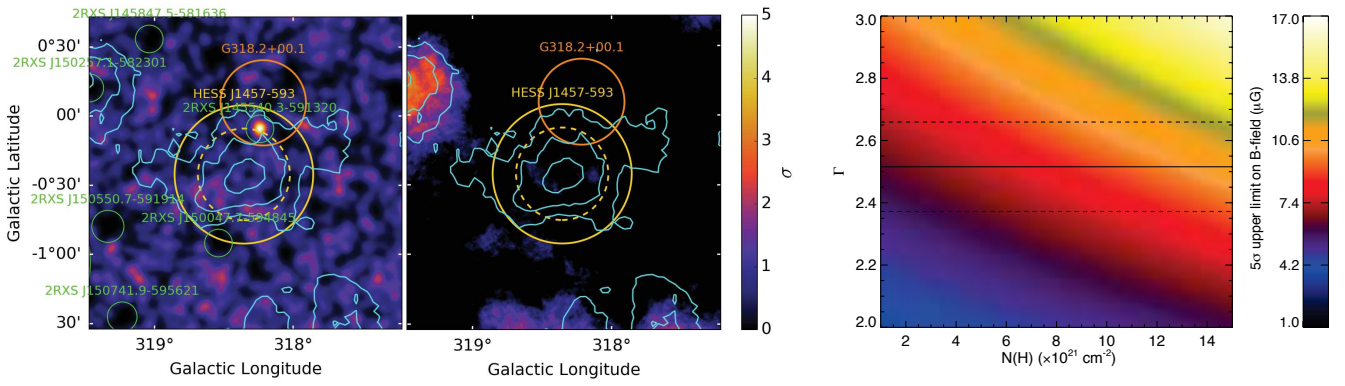 2RXS J145847.5-581636
0°30'
G318.2+00.1
2RXS J150257.1-582301
HESS J1457-593
00'
Galactic Latitude
-0°30'
2RXS J150550.7-591914
2RXS J150047.7-594845
-1°00'
2RXS J150741.9-595621
30'
319°
318°
Galactic Longitude
G318.2+00.1
HESS J1457-593
319°
318°
Galactic Longitude
5
4
3
2
1
0
σ
3.0
2.8
2.6
2.4
2.2
2.0
Γ
2
4
6
8
10
12
14
N(H) (×10²¹ cm⁻²)
5σ upper limit on B-field (μG)
17.0
13.8
10.6
7.4
4.2
1.0